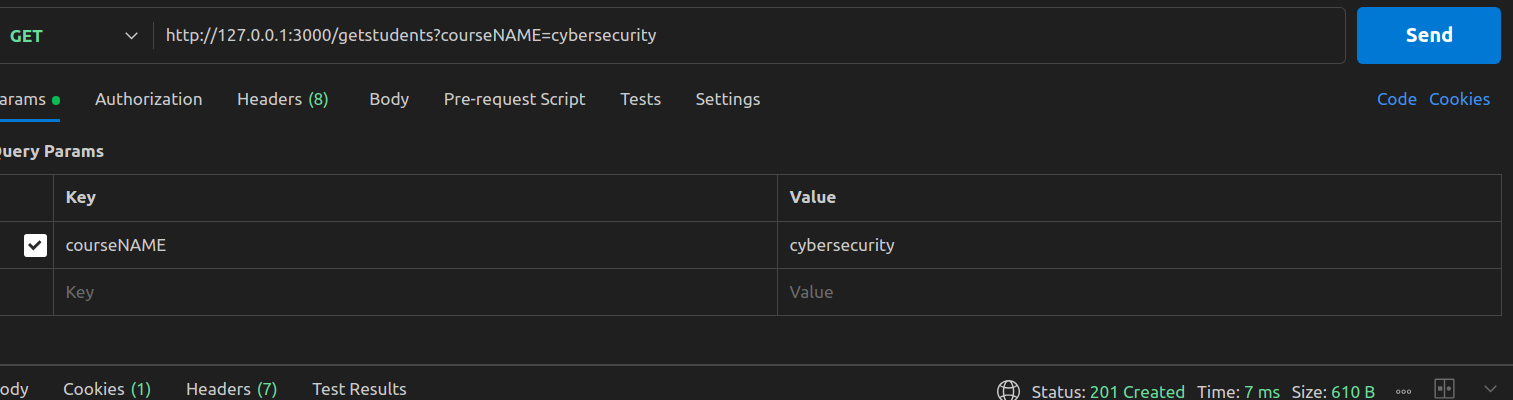 GET http://127.0.0.1:3000/getstudents?courseNAME=cybersecurity Send
arams Authorization Headers (8) Body Pre-request Script Tests Settings Code Cookies
Query Params
Key Value
courseNAME cybersecurity
Key Value
ody Cookies (1) Headers (7) Test Results Status: 201 Created Time: 7 ms Size: 610 B